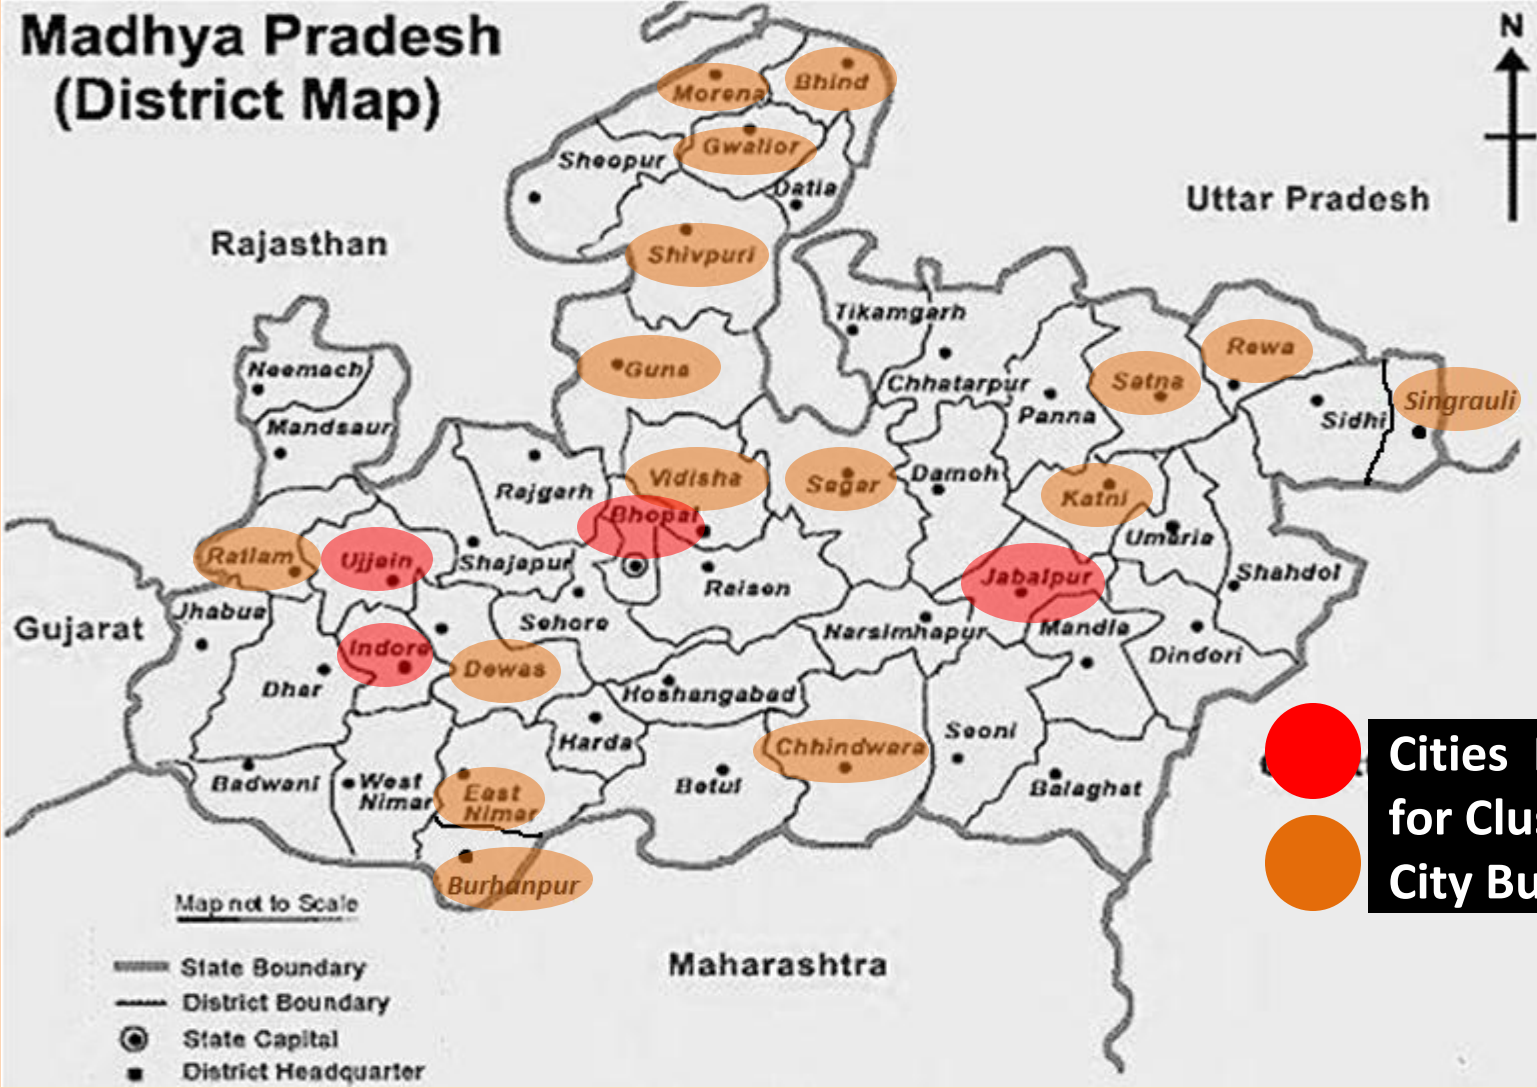 Madhya Pradesh
(District Map)
N
Morena
Bhind
Gwalior
Sheopur
Datia
Uttar Pradesh
Rajasthan
Shivpuri
Tikamgarh
Neemach
Guna
Rewa
Chhatarpur
Satna
Panna
Singrauli
Sidhi
Mandsaur
Rajgarh
Vidisha
Sagar
Damoh
Katni
Bhopal
Umaria
Ratlam
Ujjain
Shajapur
Raisen
Jabalpur
Shahdol
Jhabua
Gujarat
Sehore
Narsimhapur
Mandla
Dindori
Indore
Dewas
Dhar
Hoshangabad
Harda
Chhindwara
Seoni
Badwani
West
Nimar
East
Nimar
Betul
Balaghat
Cities
for Clus
City Bu
Burhanpur
Map not to Scale
Maharashtra
State Boundary
District Boundary
State Capital
District Headquarter